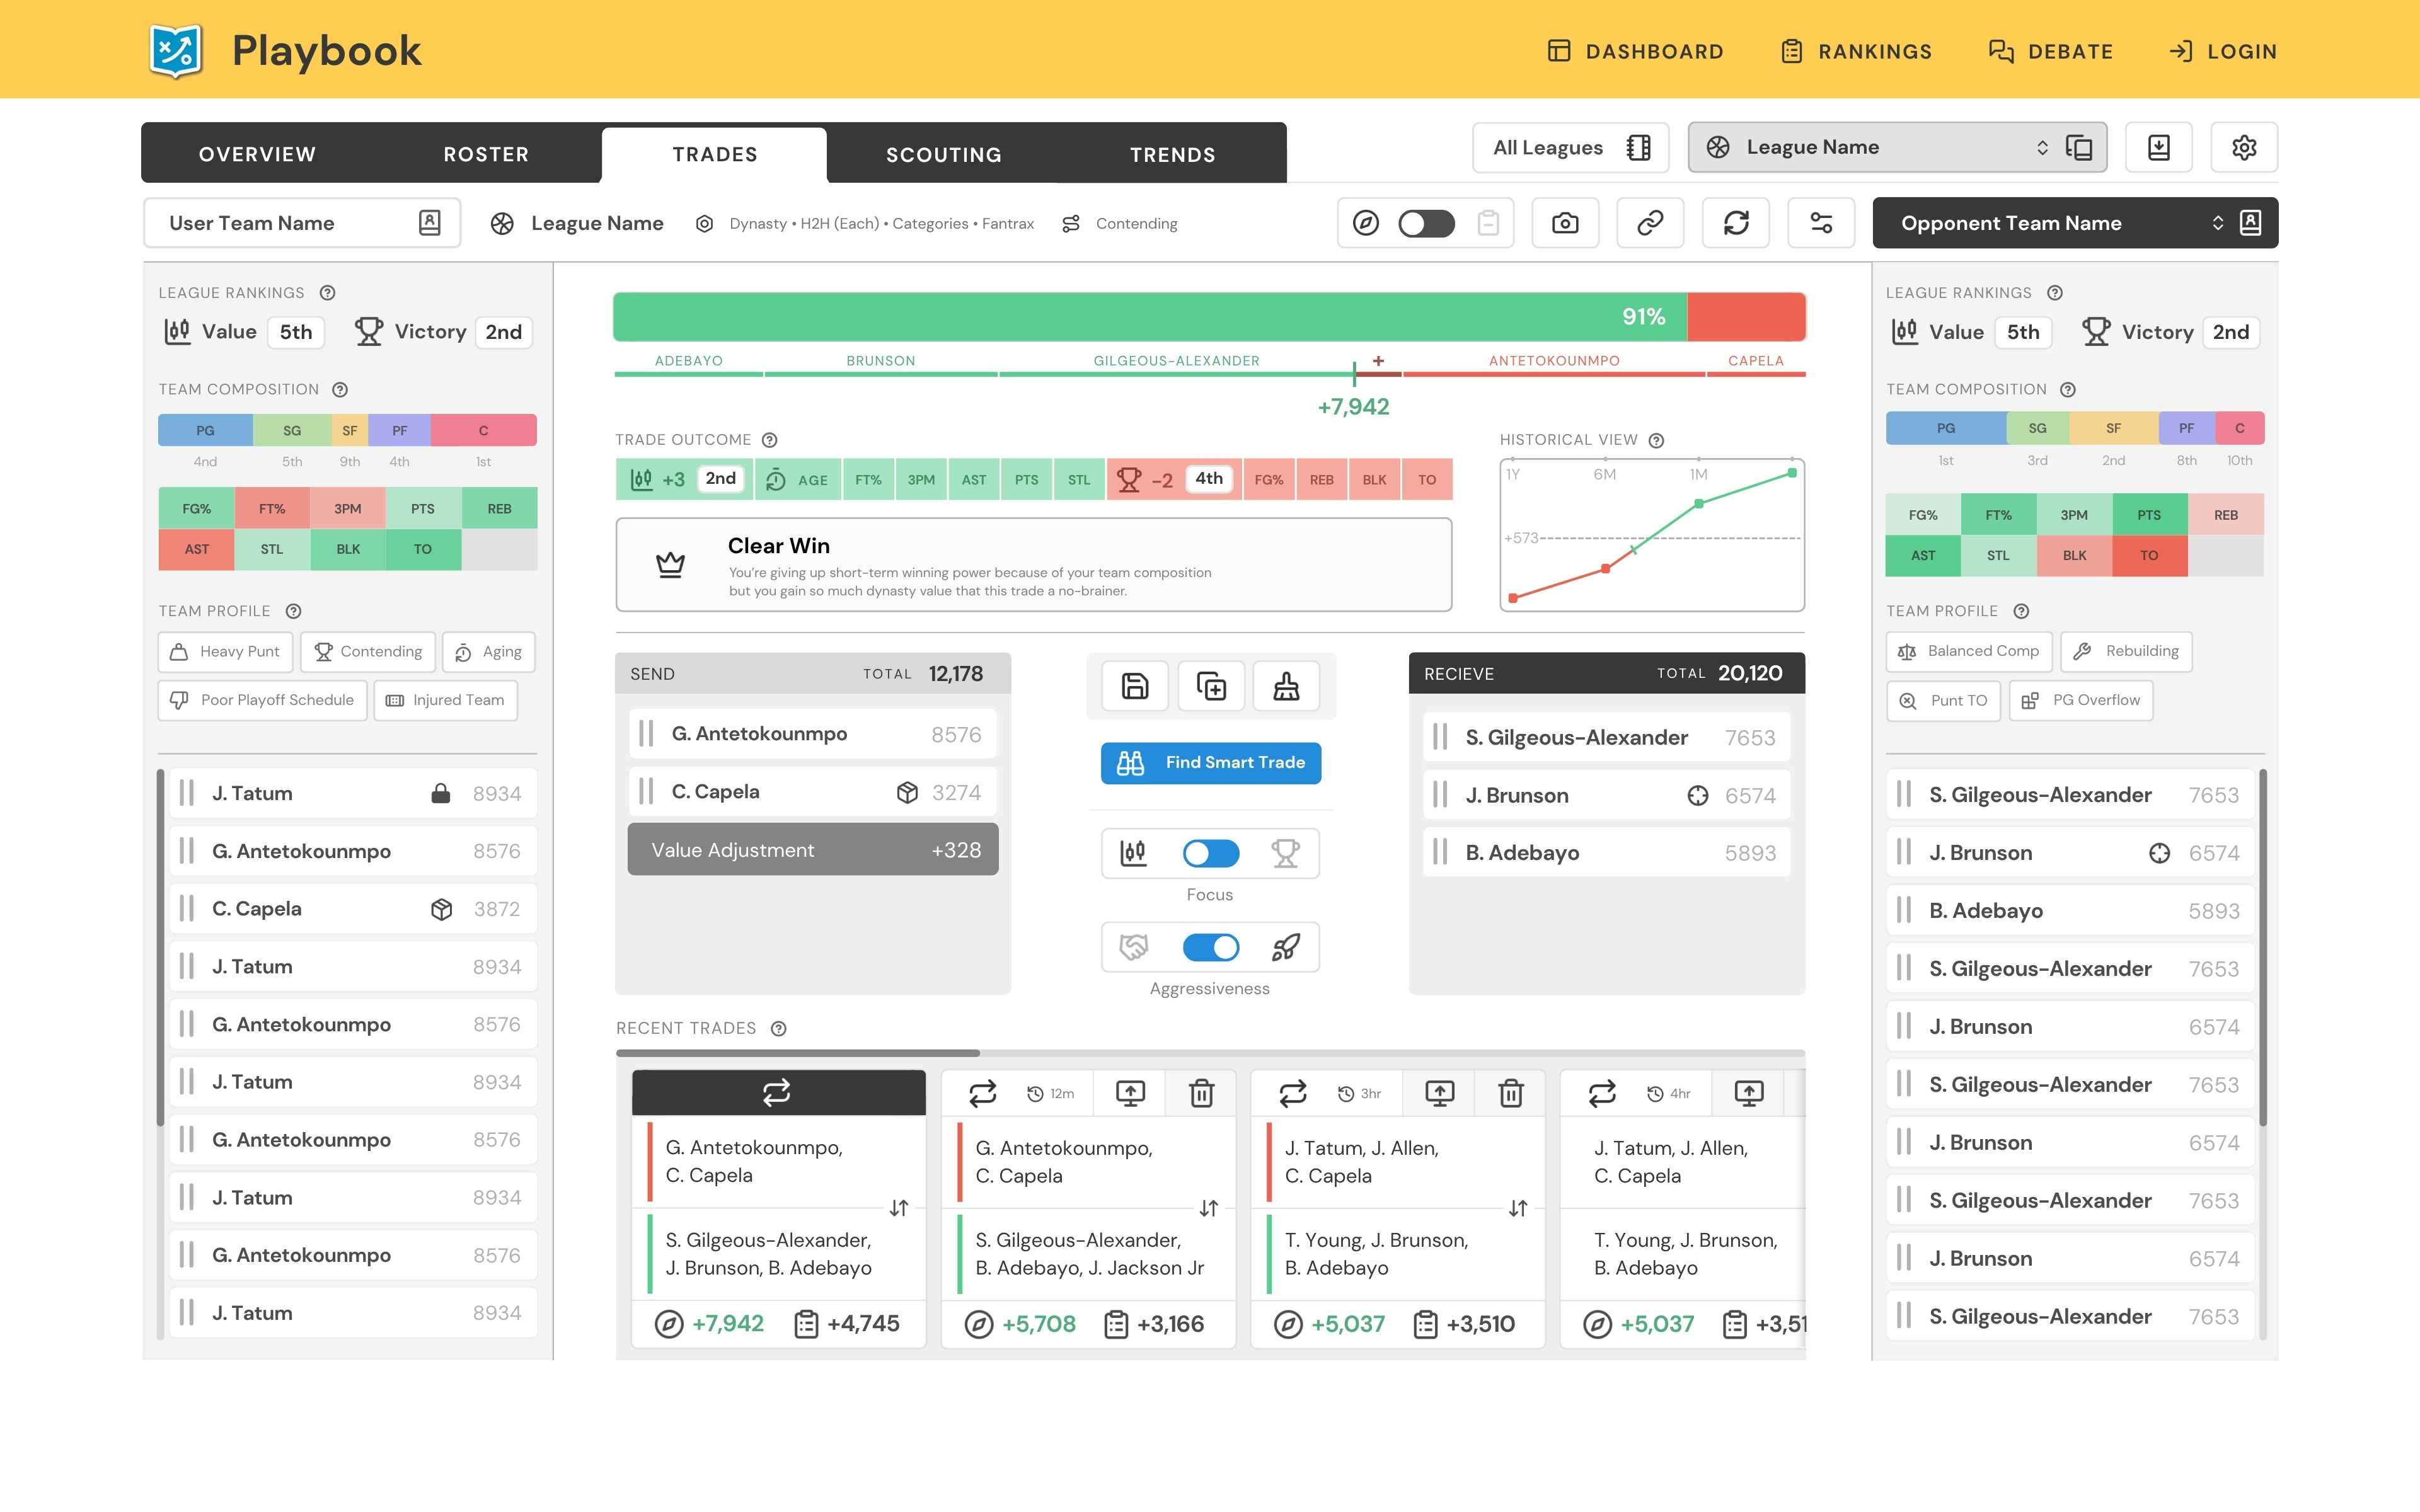 Playbook
DASHBOARD
RANKINGS
DEBATE
LOGIN
OVERVIEW
ROSTER
TRADES
SCOUTING
TRENDS
All Leagues
League Name
User Team Name
League Name
Dynasty • H2H (Each) • Categories • Fantrax
Contending
Opponent Team Name
LEAGUE RANKINGS
Value 5th Victory 2nd
TEAM COMPOSITION
PG SG SF PF C
4nd 5th 9th 4th 1st
FG% FT% 3PM PTS REB
AST STL BLK TO
TEAM PROFILE
Heavy Punt Contending Aging
Poor Playoff Schedule Injured Team
J. Tatum 8934
G. Antetokounmpo 8576
C. Capela 3872
J. Tatum 8934
G. Antetokounmpo 8576
J. Tatum 8934
G. Antetokounmpo 8576
J. Tatum 8934
G. Antetokounmpo 8576
J. Tatum 8934
91%
ADEBAYO BRUNSON GILGEOUS-ALEXANDER + ANTETOKOUNMPO CAPELA
+7,942
TRADE OUTCOME
+3 2nd AGE FT% 3PM AST PTS STL -2 4th FG% REB BLK TO
Clear Win
You’re giving up short-term winning power because of your team composition
but you gain so much dynasty value that this trade a no-brainer.
HISTORICAL VIEW
1Y 6M 1M
+573
SEND TOTAL 12,178
G. Antetokounmpo 8576
C. Capela 3274
Value Adjustment +328
Find Smart Trade
Focus
Aggressiveness
RECIEVE TOTAL 20,120
S. Gilgeous-Alexander 7653
J. Brunson 6574
B. Adebayo 5893
RECENT TRADES
G. Antetokounmpo,
C. Capela
S. Gilgeous-Alexander,
J. Brunson, B. Adebayo
+7,942 +4,745
12m
G. Antetokounmpo,
C. Capela
S. Gilgeous-Alexander,
B. Adebayo, J. Jackson Jr
+5,708 +3,166
3hr
J. Tatum, J. Allen,
C. Capela
T. Young, J. Brunson,
B. Adebayo
+5,037 +3,510
4hr
J. Tatum, J. Allen,
C. Capela
T. Young, J. Brunson,
B. Adebayo
+5,037 +3,51
LEAGUE RANKINGS
Value 5th Victory 2nd
TEAM COMPOSITION
PG SG SF PF C
1st 3rd 2nd 8th 10th
FG% FT% 3PM PTS REB
AST STL BLK TO
TEAM PROFILE
Balanced Comp Rebuilding
Punt TO PG Overflow
S. Gilgeous-Alexander 7653
J. Brunson 6574
B. Adebayo 5893
S. Gilgeous-Alexander 7653
J. Brunson 6574
S. Gilgeous-Alexander 7653
J. Brunson 6574
S. Gilgeous-Alexander 7653
J. Brunson 6574
S. Gilgeous-Alexander 7653